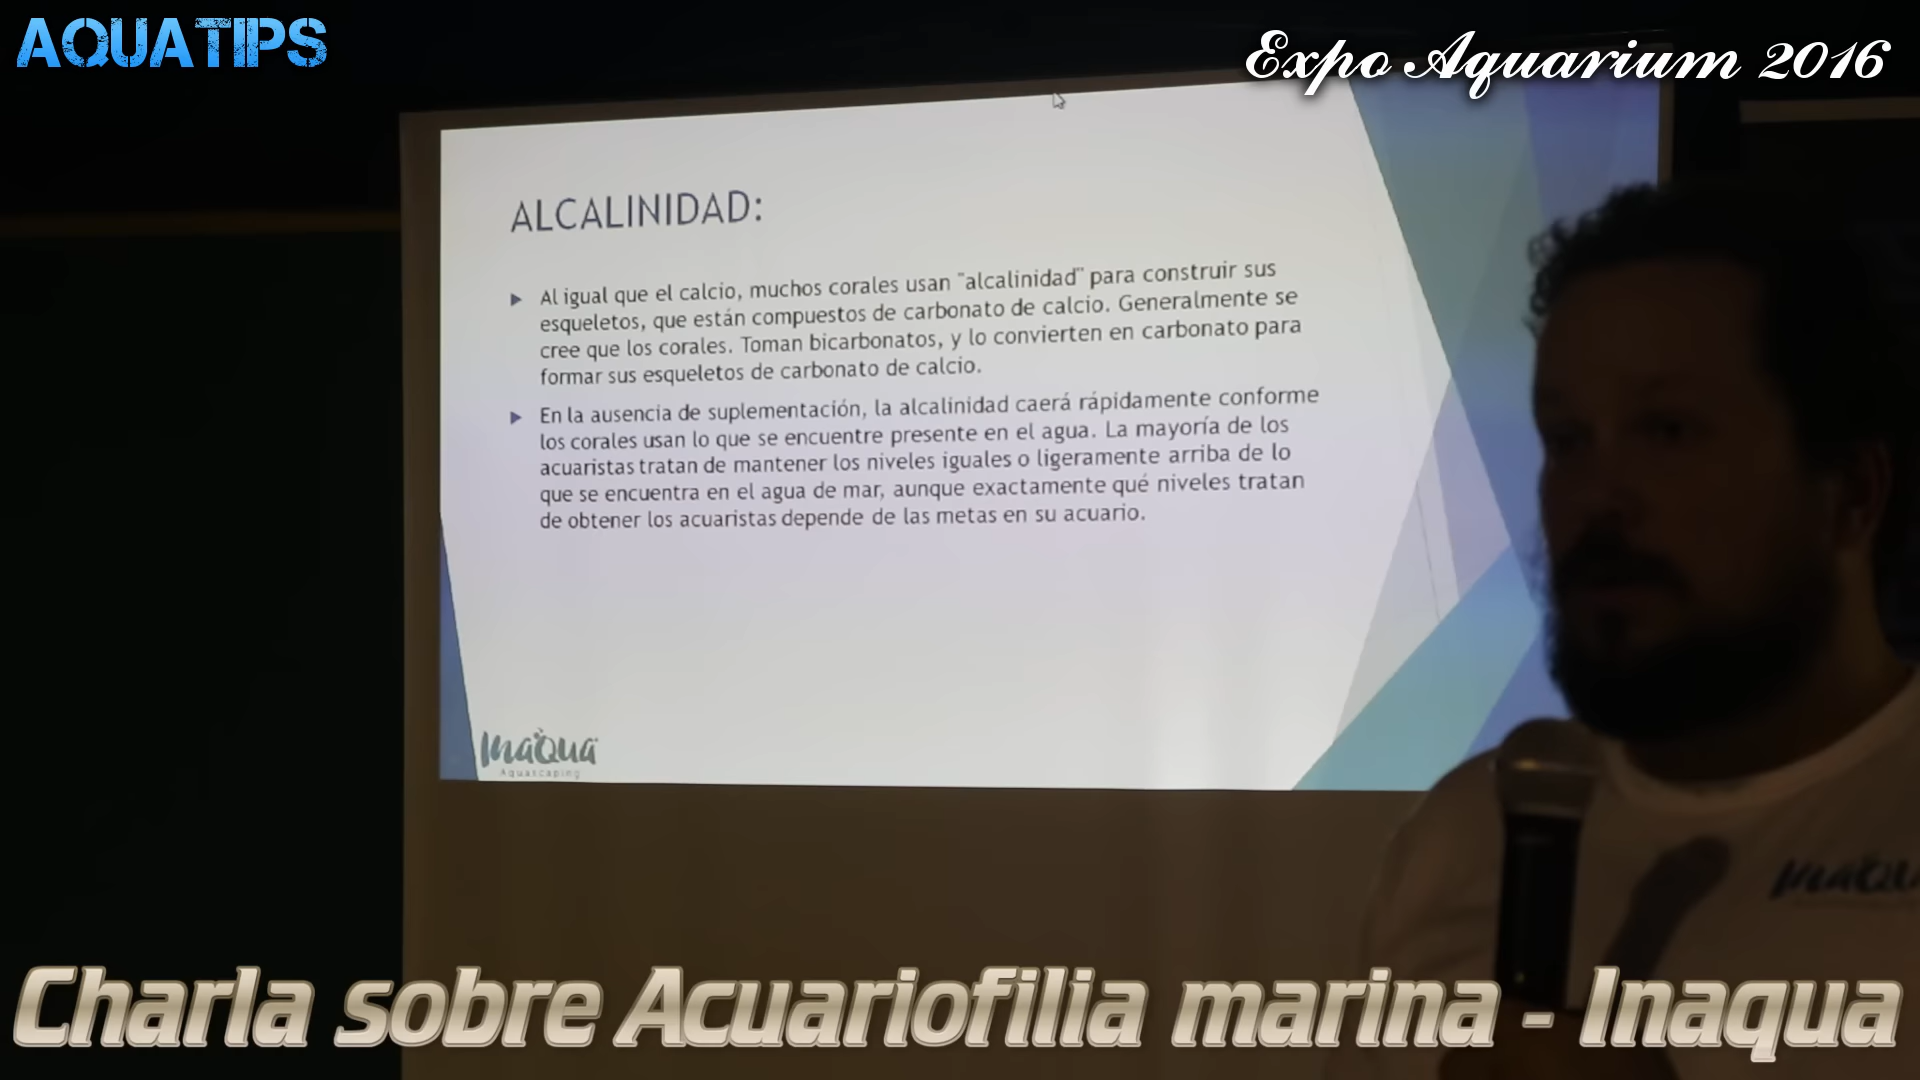 AQUATIPS
Expo Aquarium 2016
ALCALINIDAD:
Al igual que el calcio, muchos corales usan "alcalinidad" para construir sus
esqueletos, que están compuestos de carbonato de calcio. Generalmente se
cree que los corales. Toman bicarbonatos, y lo convierten en carbonato para
formar sus esqueletos de carbonato de calcio.
En la ausencia de suplementación, la alcalinidad caerá rápidamente conforme
los corales usan lo que se encuentre presente en el agua. La mayoría de los
acuaristas tratan de mantener los niveles iguales o ligeramente arriba de lo
que se encuentra en el agua de mar, aunque exactamente qué niveles tratan
de obtener los acuaristas depende de las metas en su acuario.
InaQua
Aquascaping
InaQu
Charla sobre Acuariofilia marina - Inaqua